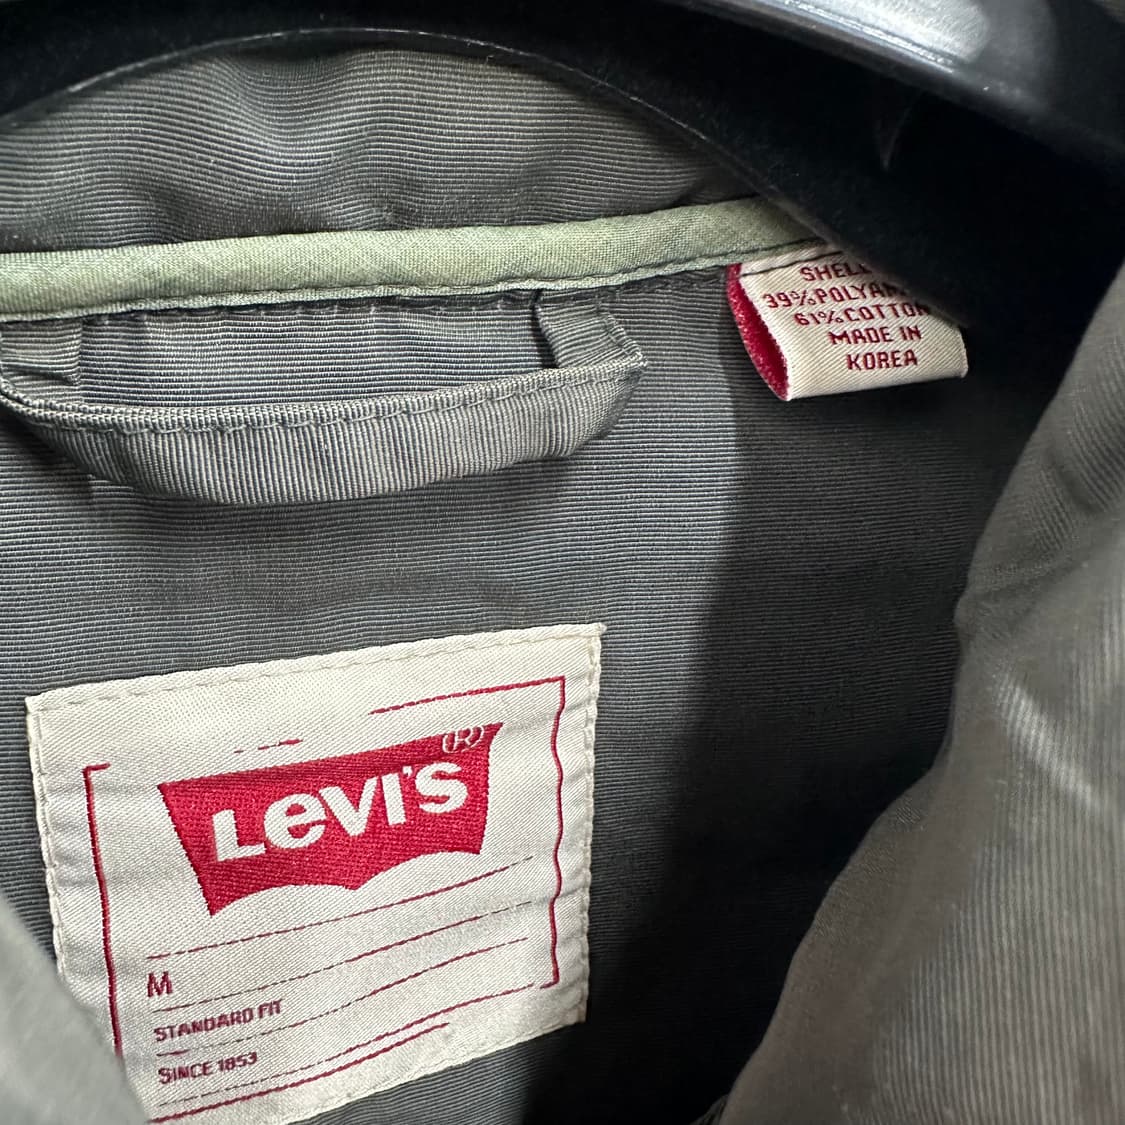 SHELL
39% POLYAM
61% COTTON
MADE IN
KOREA
LEVI'S
(R)
M
STANDARD FIT
SINCE 1853